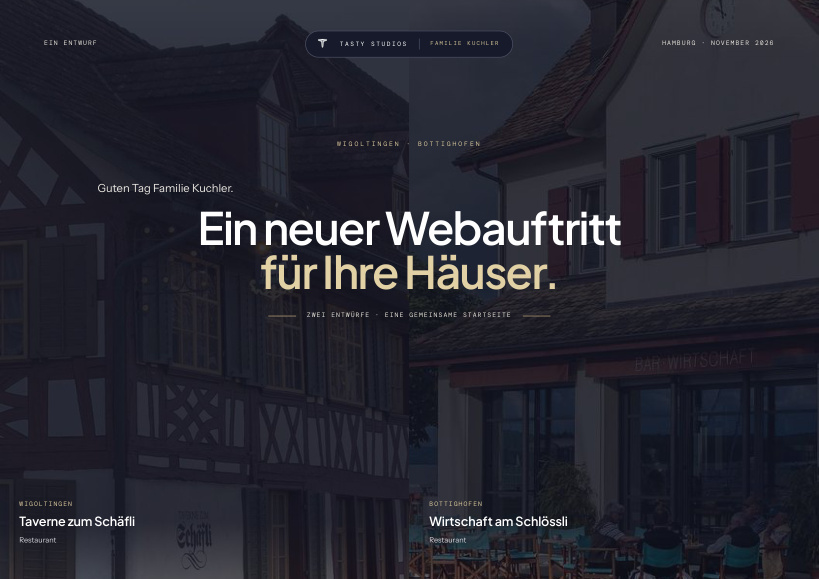 EIN ENTWURF
TASTY STUDIOS
FAMILIE KUCHLER
HAMBURG · NOVEMBER 2026
WIGOLTINGEN · BOTTIGHOFEN
Guten Tag Familie Kuchler.
Ein neuer Webauftritt
für Ihre Häuser.
ZWEI ENTWÜRFE · EINE GEMEINSAME STARTSEITE
BAR WIRTSCHAFT
WIGOLTINGEN
Taverne zum Schäfli
Restaurant
Schäfli
BOTTIGHOFEN
Wirtschaft am Schlössli
Restaurant